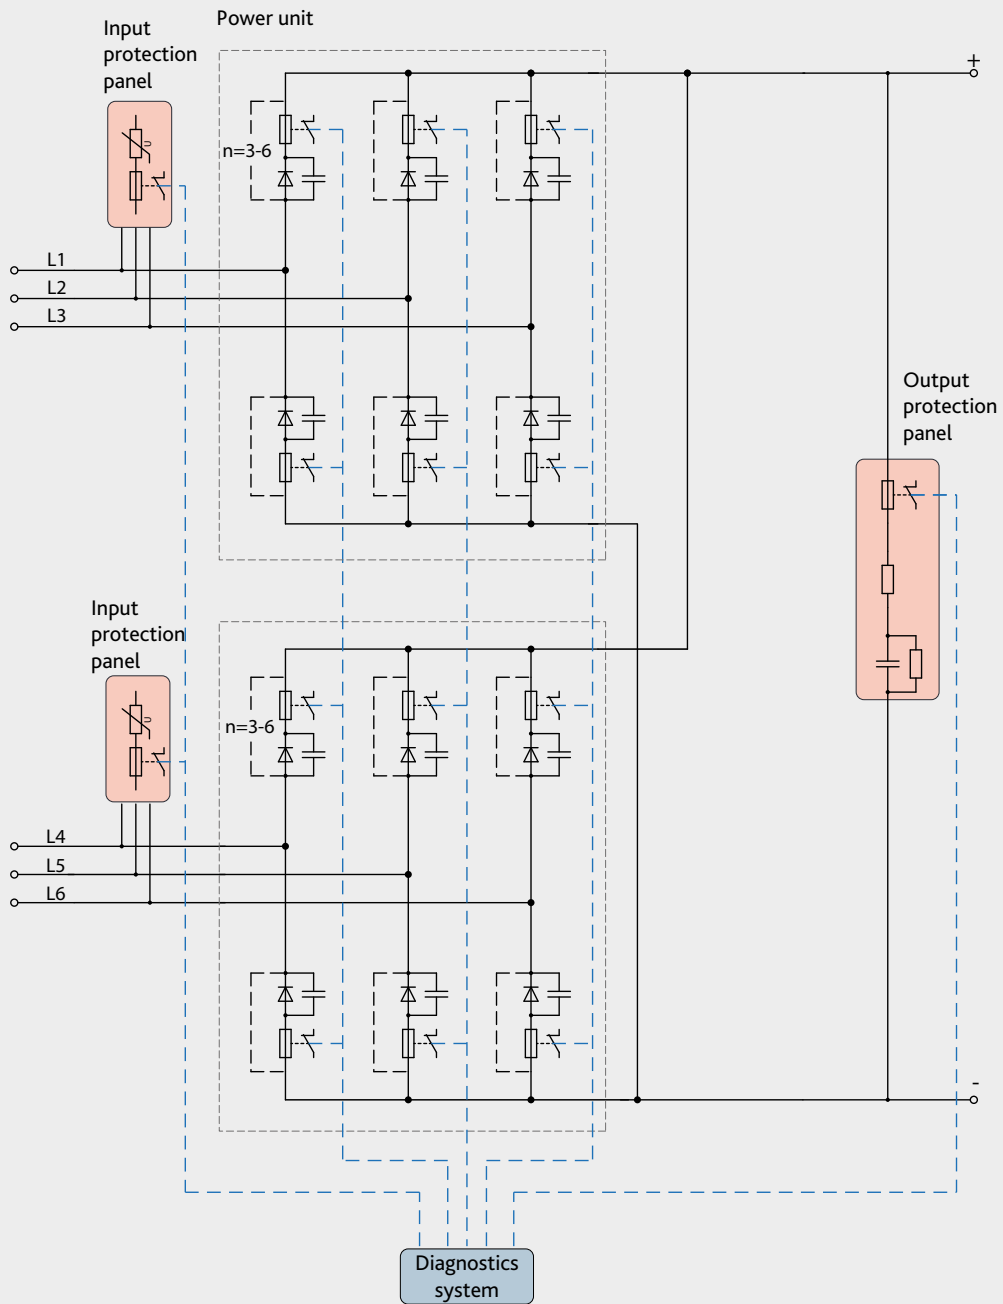 Power unit
Input
protection
panel
+
U
n=3-6
L1
L2
L3
Output
protection
panel
Input
protection
panel
U
n=3-6
L4
L5
L6
-
Diagnostics
system